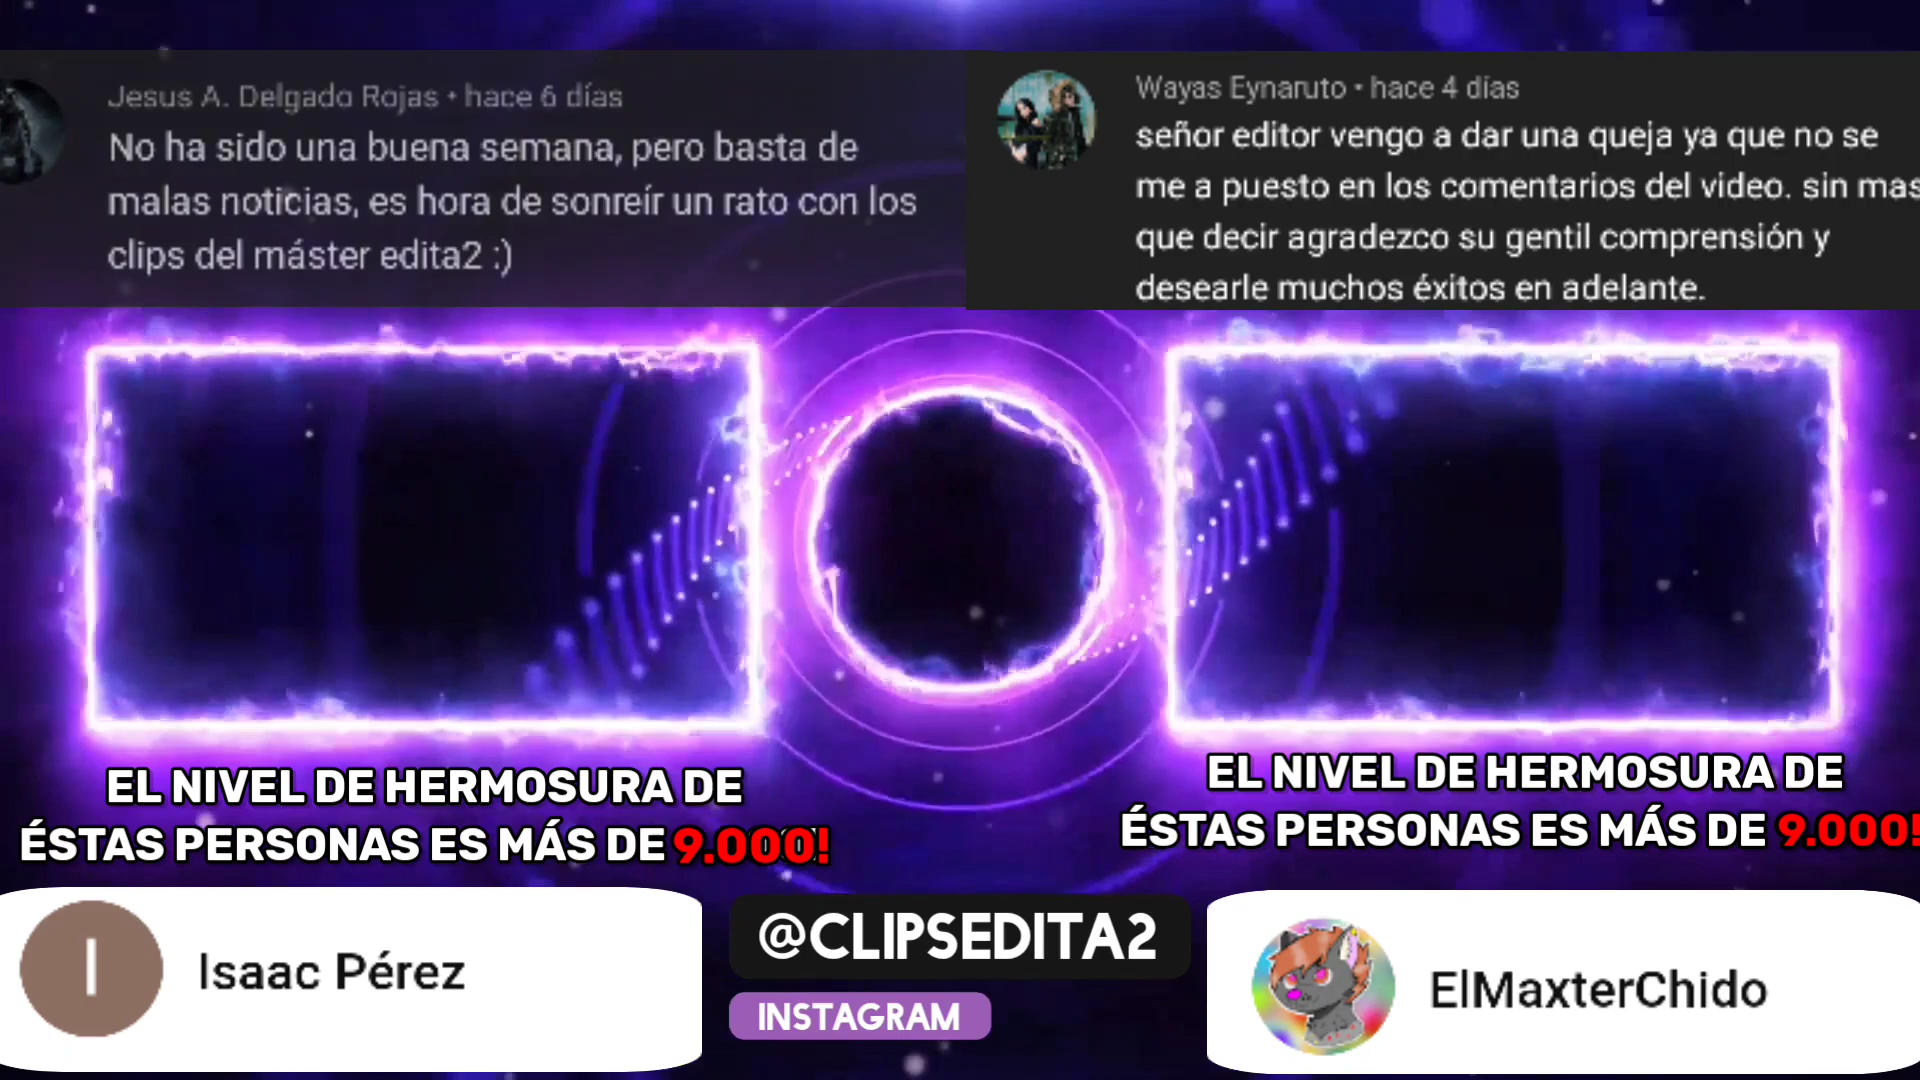 Jesus A. Delgado Rojas • hace 6 días
No ha sido una buena semana, pero basta de
malas noticias, es hora de sonreír un rato con los
clips del máster edita2 :)
Wayas Eynaruto • hace 4 días
señor editor vengo a dar una queja ya que no se
me a puesto en los comentarios del video. sin mas
que decir agradezco su gentil comprensión y
desearle muchos éxitos en adelante.
EL NIVEL DE HERMOSURA DE
ÉSTAS PERSONAS ES MÁS DE 9.000!
EL NIVEL DE HERMOSURA DE
ÉSTAS PERSONAS ES MÁS DE 9.000!
I
Isaac Pérez
@CLIPSEDITA2
INSTAGRAM
ElMaxterChido